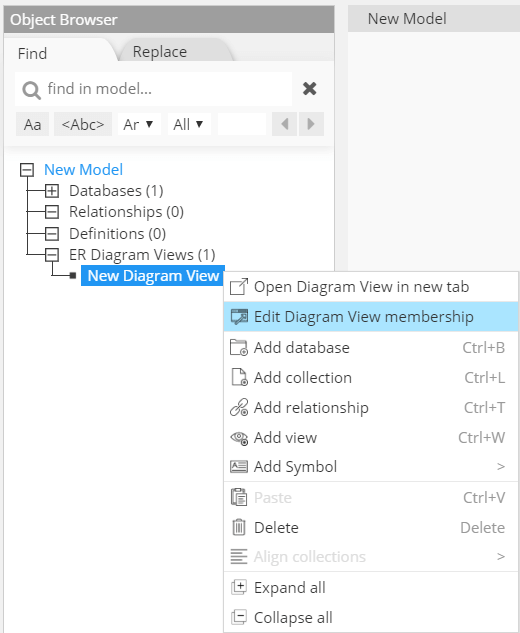 Object Browser
New Model
Find
Replace
find in model...
Aa
<Abc>
Ar
All
New Model
Databases (1)
Relationships (0)
Definitions (0)
ER Diagram Views (1)
New Diagram View
Open Diagram View in new tab
Edit Diagram View membership
Add database Ctrl+B
Add collection Ctrl+L
Add relationship Ctrl+T
Add view Ctrl+W
Add Symbol >
Paste Ctrl+V
Delete Delete
Align collections >
Expand all
Collapse all